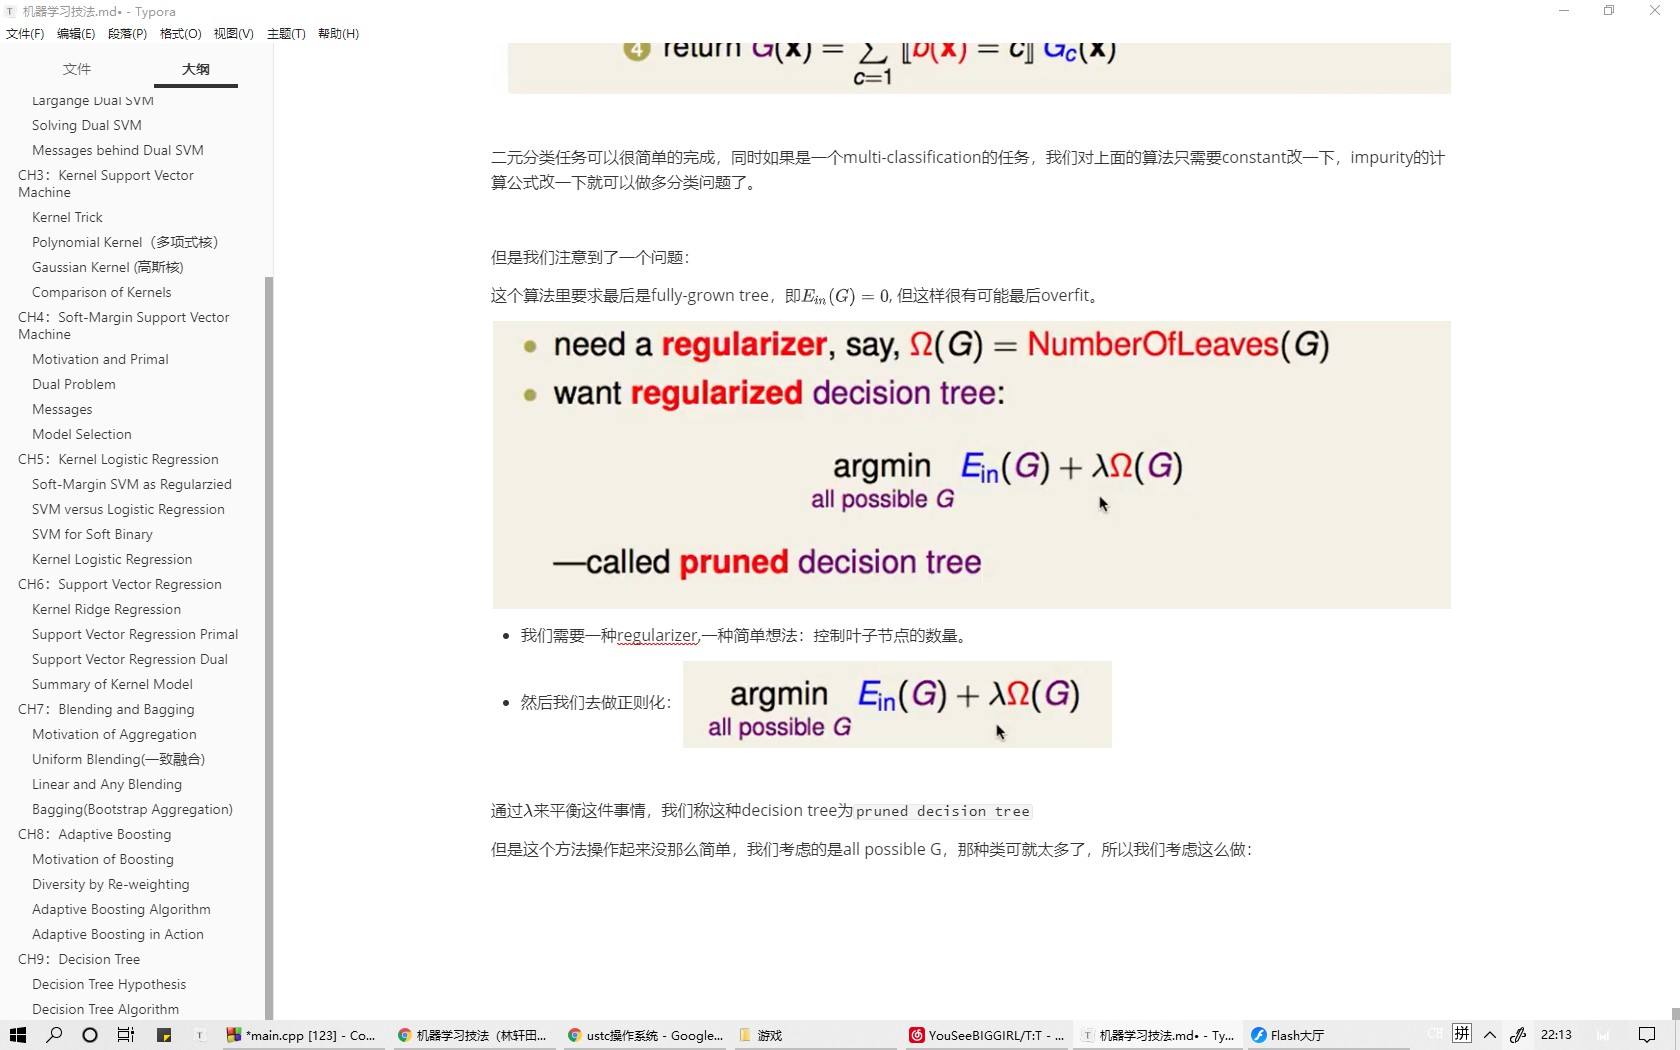 机器学习技法.md• - Typora
文件(F) 编辑(E) 段落(P) 格式(O) 视图(V) 主题(T) 帮助(H)
文件 大纲
Largange Dual SVM
Solving Dual SVM
Messages behind Dual SVM
CH3：Kernel Support Vector
Machine
Kernel Trick
Polynomial Kernel（多项式核）
Gaussian Kernel (高斯核)
Comparison of Kernels
CH4：Soft-Margin Support Vector
Machine
Motivation and Primal
Dual Problem
Messages
Model Selection
CH5：Kernel Logistic Regression
Soft-Margin SVM as Regularzied
SVM versus Logistic Regression
SVM for Soft Binary
Kernel Logistic Regression
CH6：Support Vector Regression
Kernel Ridge Regression
Support Vector Regression Primal
Support Vector Regression Dual
Summary of Kernel Model
CH7：Blending and Bagging
Motivation of Aggregation
Uniform Blending(一致融合)
Linear and Any Blending
Bagging(Bootstrap Aggregation)
CH8：Adaptive Boosting
Motivation of Boosting
Diversity by Re-weighting
Adaptive Boosting Algorithm
Adaptive Boosting in Action
CH9：Decision Tree
Decision Tree Hypothesis
Decision Tree Algorithm
4 return G(x) = ∑ ⟦b(x) = c⟧ Gc(x)
c=1
二元分类任务可以很简单的完成，同时如果是一个multi-classification的任务，我们对上面的算法只需要constant改一下，impurity的计
算公式改一下就可以做多分类问题了。
但是我们注意到了一个问题：
这个算法里要求最后是fully-grown tree，即E_in(G) = 0, 但这样很有可能最后overfit。
• need a regularizer, say, Ω(G) = NumberOfLeaves(G)
• want regularized decision tree:
argmin E_in(G) + λΩ(G)
all possible G
—called pruned decision tree
• 我们需要一种regularizer,一种简单想法：控制叶子节点的数量。
• 然后我们去做正则化： argmin E_in(G) + λΩ(G)
all possible G
通过λ来平衡这件事情，我们称这种decision tree为pruned decision tree
但是这个方法操作起来没那么简单，我们考虑的是all possible G，那种类可就太多了，所以我们考虑这么做：
*main.cpp [123] - Co... 机器学习技法（林轩田... ustc操作系统 - Google... 游戏 YouSeeBIGGIRL/T:T - ... 机器学习技法.md• - Ty... Flash大厅 CH 拼 22:13